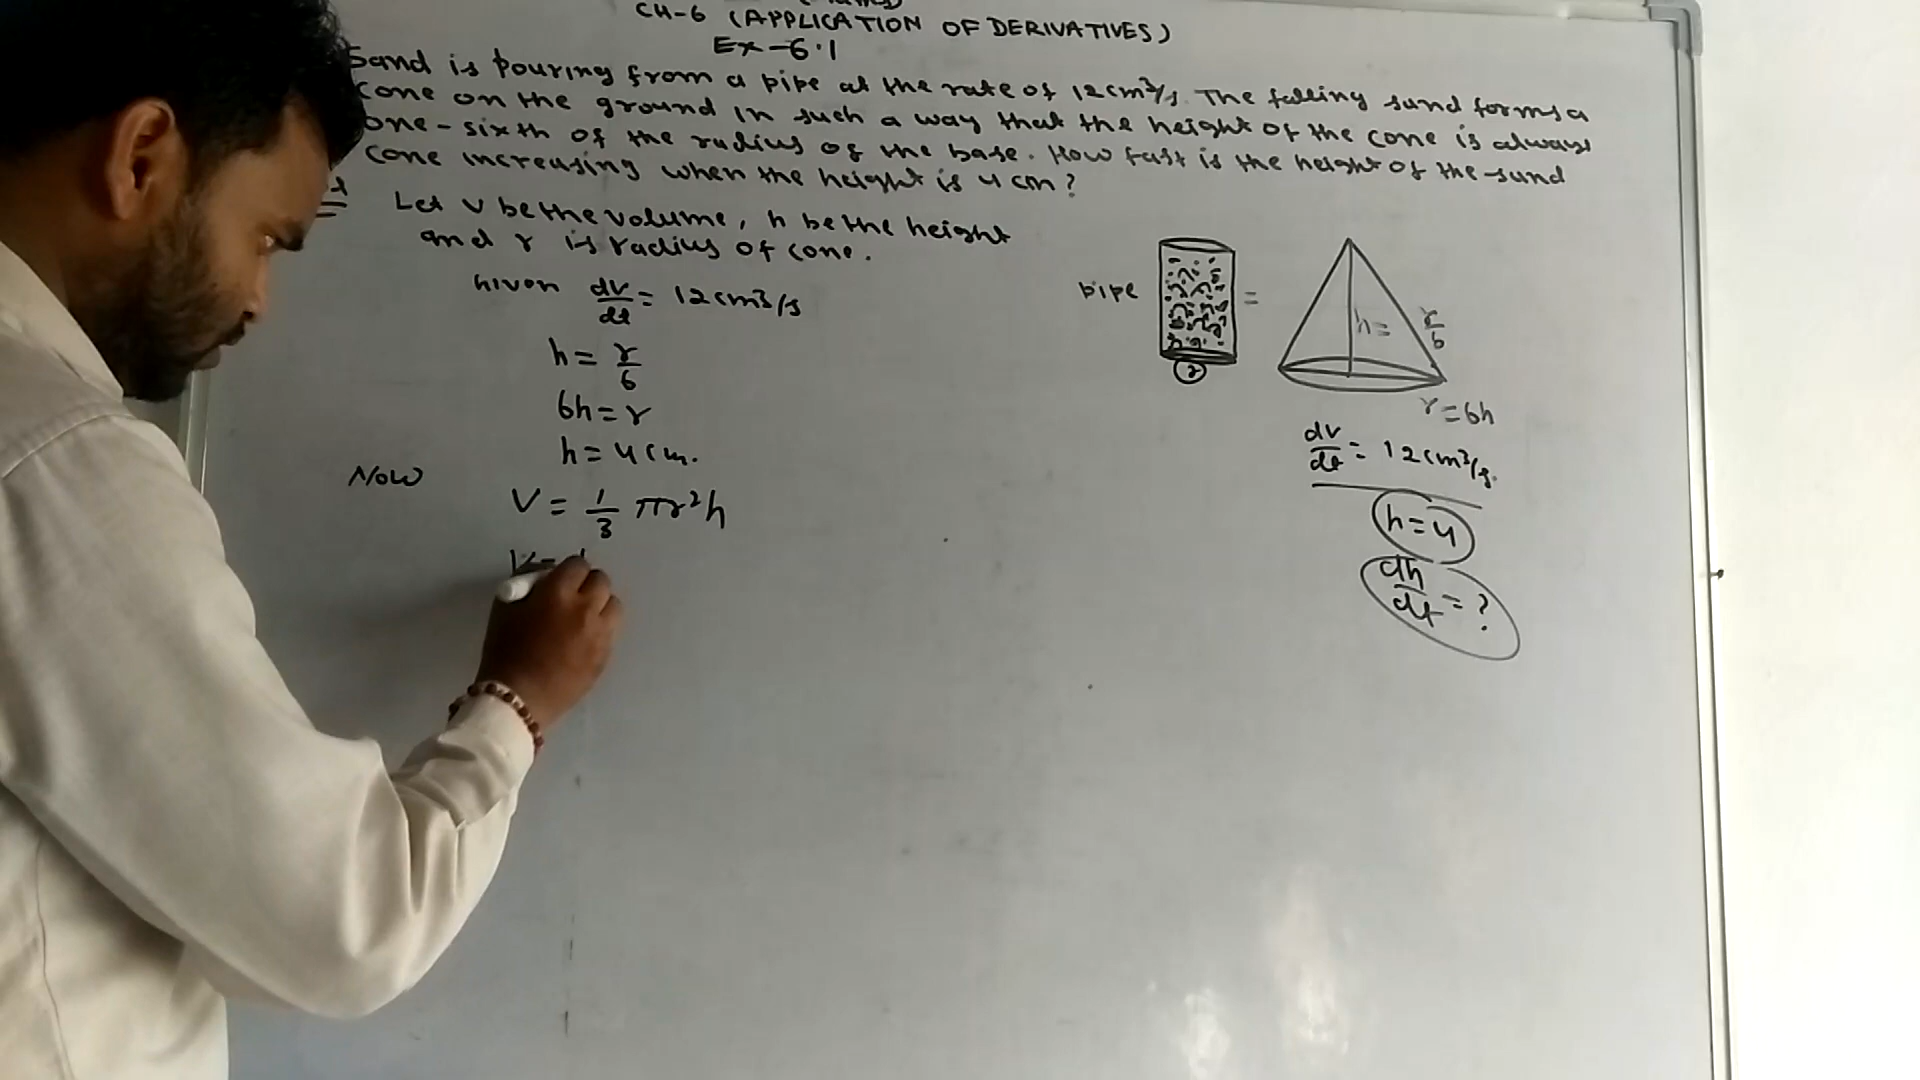 CH-6 (APPLICATION OF DERIVATIVES)
Ex-6.1
Sand is pouring from a pipe at the rate of 12cm³/s. The falling sand forms a
cone on the ground in such a way that the height of the cone is always
one-sixth of the radius of the base. How fast is the height of the sand
cone increasing when the height is 4 cm?
Let v be the volume, h be the height
and r is radius of cone.
Given dv/dt = 12cm³/s
h = r/6
6h = r
h = 4cm.
Now
V = 1/3 πr²h
V =
pipe
=
h =
r/6
r = 6h
dv/dt = 12cm³/s.
h = 4
dh/dt = ?